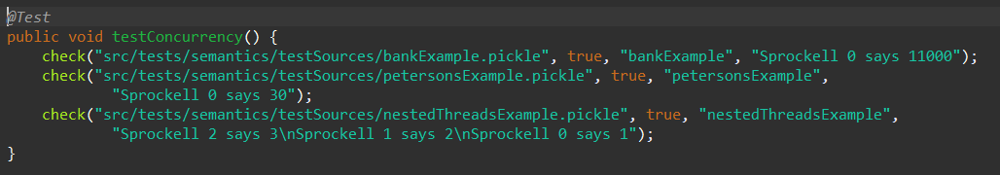 @Test
public void testConcurrency() {
    check("src/tests/semantics/testSources/bankExample.pickle", true, "bankExample", "Sprockell 0 says 11000");
    check("src/tests/semantics/testSources/petersonsExample.pickle", true, "petersonsExample",
            "Sprockell 0 says 30");
    check("src/tests/semantics/testSources/nestedThreadsExample.pickle", true, "nestedThreadsExample",
            "Sprockell 2 says 3\nSprockell 1 says 2\nSprockell 0 says 1");
}